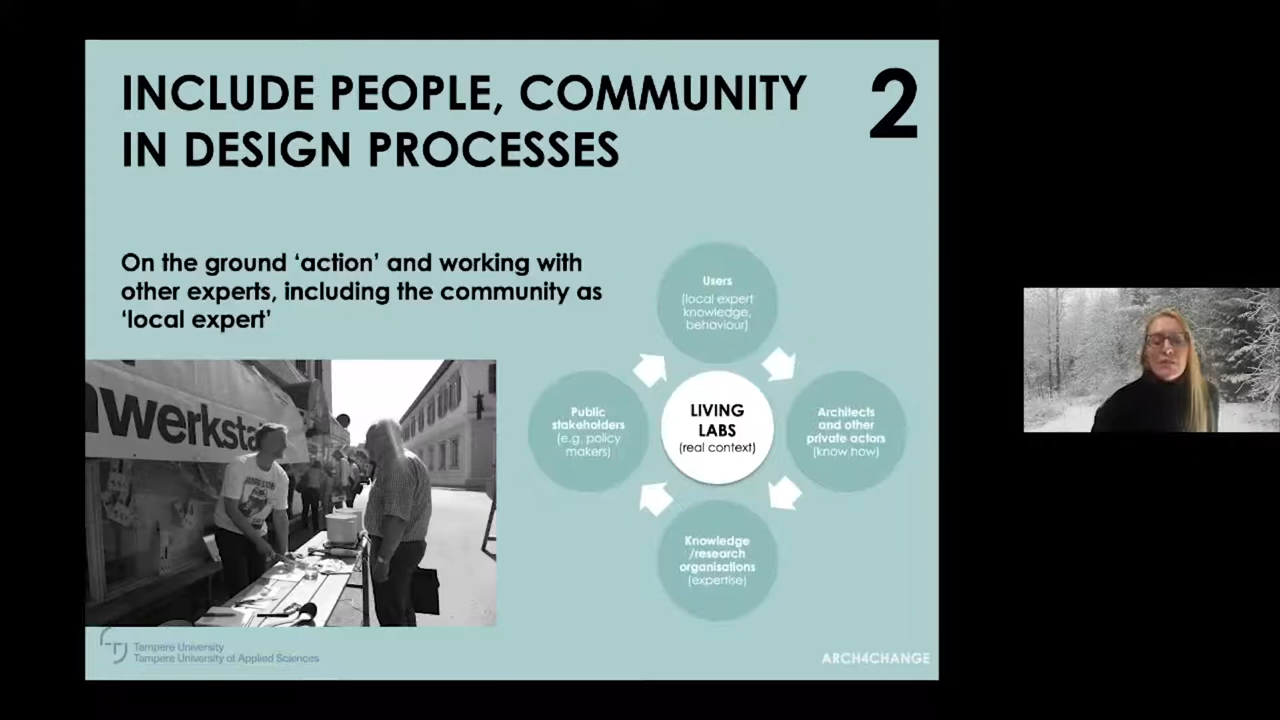 INCLUDE PEOPLE, COMMUNITY
IN DESIGN PROCESSES
2
On the ground ‘action’ and working with
other experts, including the community as
‘local expert’
Users
(local expert
knowledge,
behaviour)
Public
stakeholders
(e.g. policy
makers)
LIVING
LABS
(real context)
Architects
and other
private actors
(know how)
Knowledge
/research
organisations
(expertise)
Tampere University
Tampere University of Applied Sciences
ARCH4CHANGE